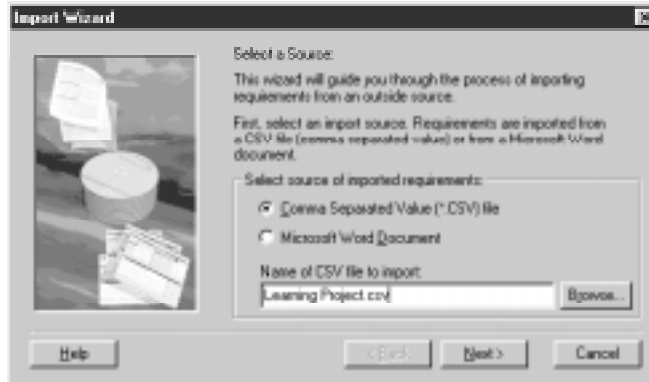 Import Wizard
Select a Source:
This wizard will guide you through the process of importing
requirements from an outside source.
First, select an import source. Requirements are imported from
a CSV file (comma separated value) or from a Microsoft Word
document.
Select source of imported requirements:
Comma Separated Value (*.CSV) file
Microsoft Word Document
Name of CSV file to import:
Learning Project.csv
Browse...
Help
< Back
Next >
Cancel